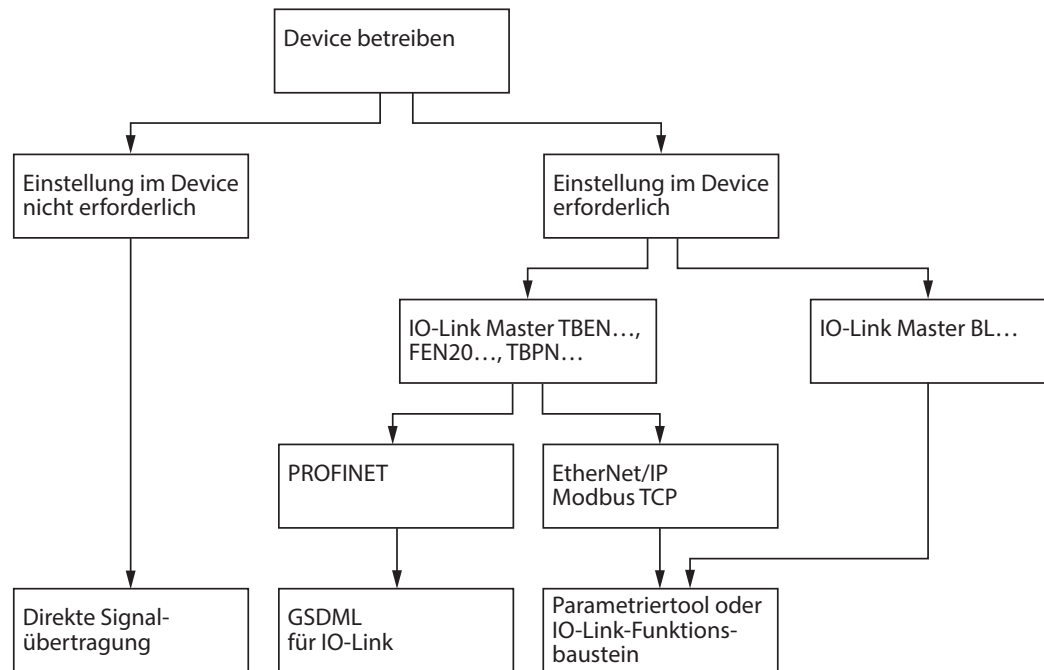 Device betreiben
Einstellung im Device
nicht erforderlich
Einstellung im Device
erforderlich
IO-Link Master TBEN…,
FEN20…, TBPN…
IO-Link Master BL…
PROFINET
EtherNet/IP
Modbus TCP
Direkte Signal-
übertragung
GSDML
für IO-Link
Parametriertool oder
IO-Link-Funktions-
baustein